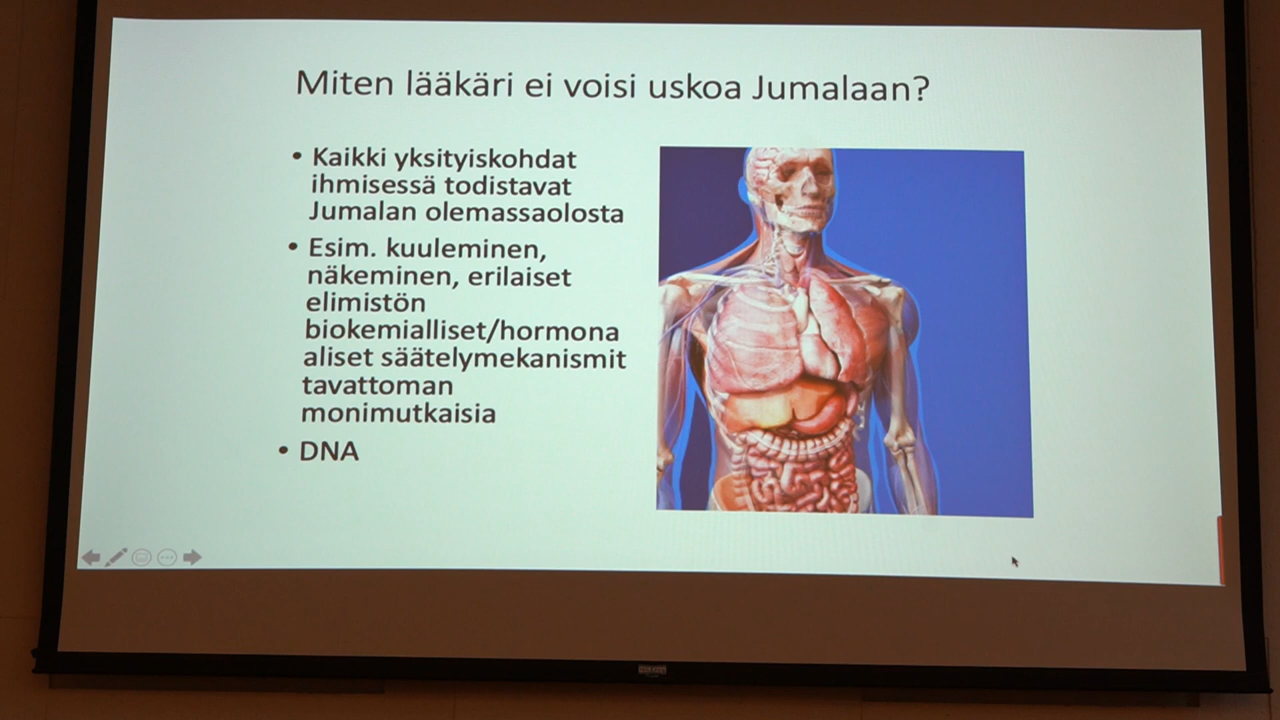 Miten lääkäri ei voisi uskoa Jumalaan?
• Kaikki yksityiskohdat
ihmisessä todistavat
Jumalan olemassaolosta
• Esim. kuuleminen,
näkeminen, erilaiset
elimistön
biokemialliset/hormona
aliset säätelymekanismit
tavattoman
monimutkaisia
• DNA